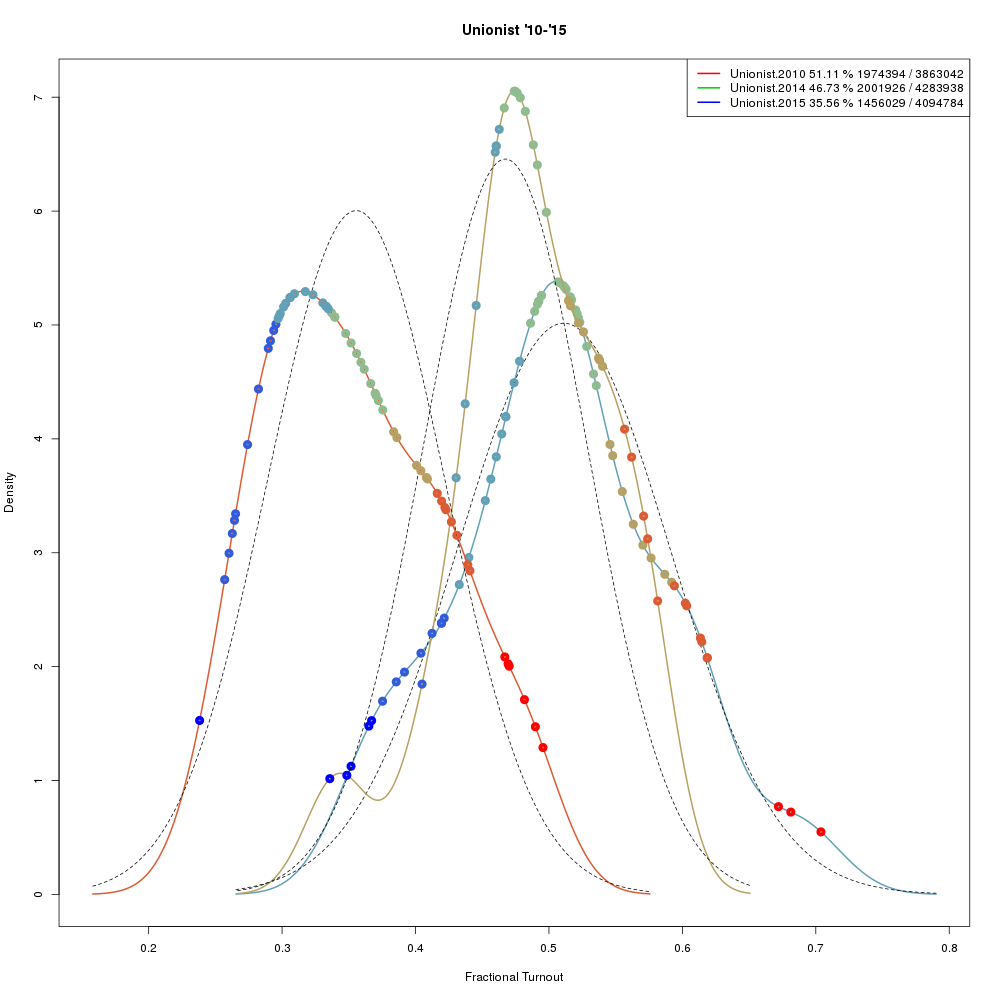 Unionist '10-'15
Unionist.2010 51.11 % 1974394 / 3863042
Unionist.2014 46.73 % 2001926 / 4283938
Unionist.2015 35.56 % 1456029 / 4094784
7
6
5
4
3
2
1
0
Density
0.2 0.3 0.4 0.5 0.6 0.7 0.8
Fractional Turnout